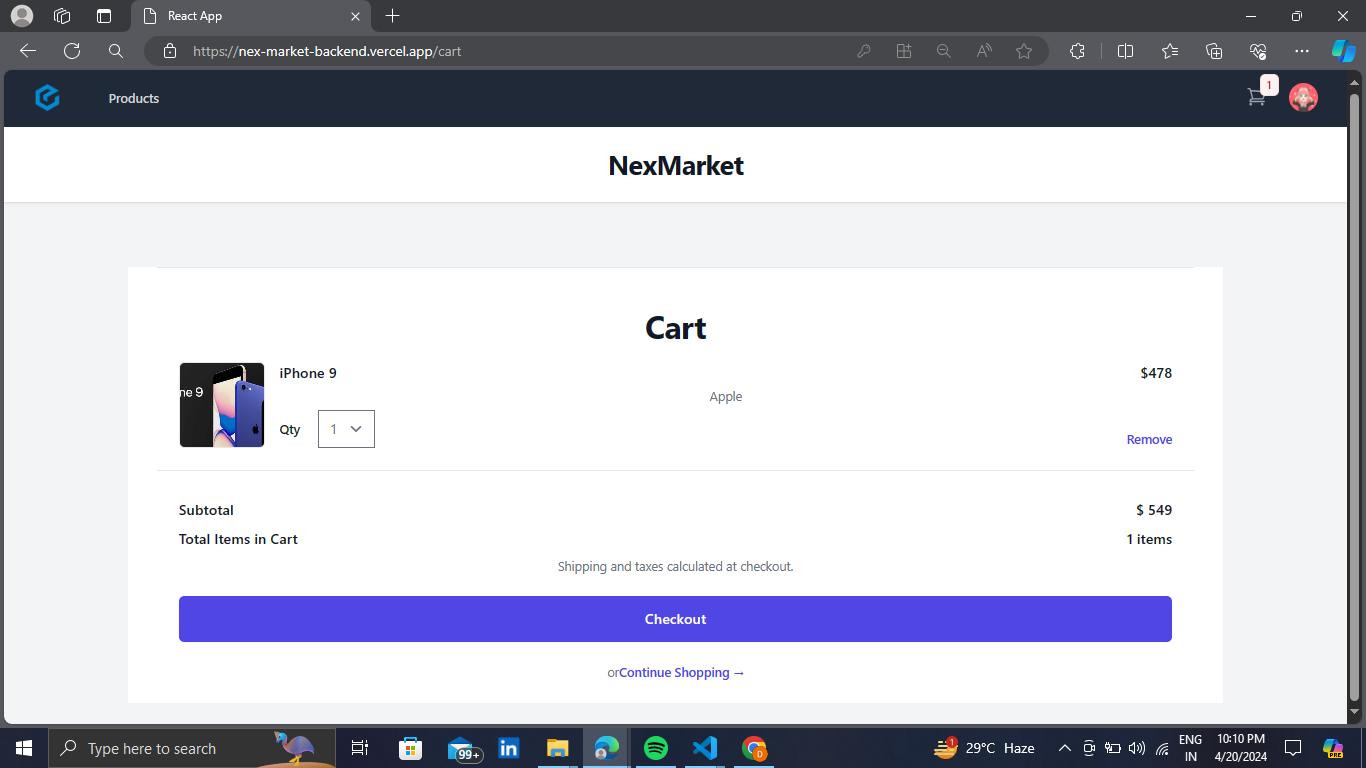 React App
https://nex-market-backend.vercel.app/cart
Products
1
NexMarket
Cart
ne 9
iPhone 9
$478
Apple
Qty
1
Remove
Subtotal
$ 549
Total Items in Cart
1 items
Shipping and taxes calculated at checkout.
Checkout
orContinue Shopping →
Type here to search
99+
in
D
1
29°C Haze
ENG
IN
10:10 PM
4/20/2024
PRE